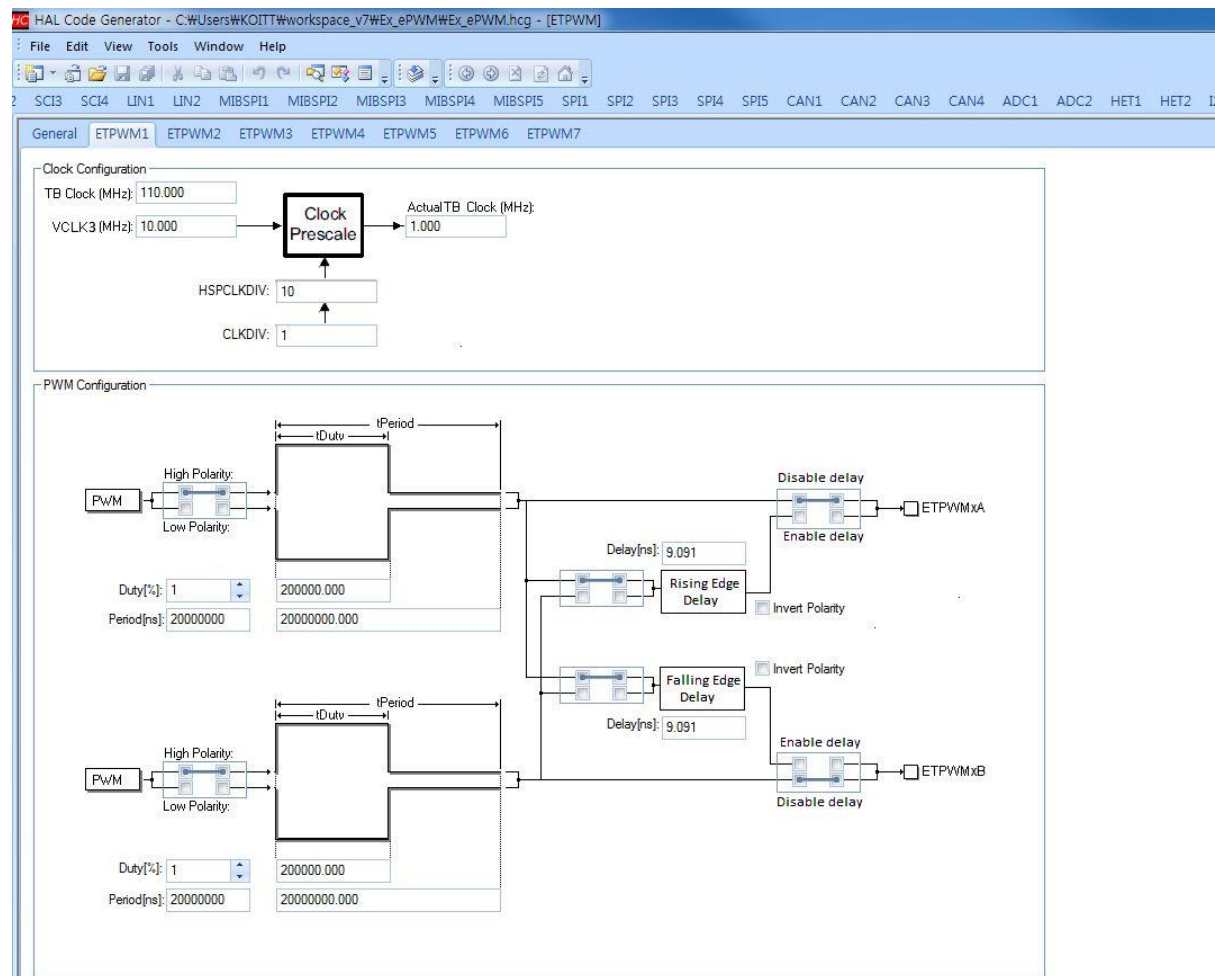 HC HAL Code Generator - C:₩Users₩KOITT₩workspace_v7₩Ex_ePWM₩Ex_ePWM.hcg - [ETPWM]
File Edit View Tools Window Help
2 SCI3 SCI4 LIN1 LIN2 MIBSPI1 MIBSPI2 MIBSPI3 MIBSPI4 MIBSPI5 SPI1 SPI2 SPI3 SPI4 SPI5 CAN1 CAN2 CAN3 CAN4 ADC1 ADC2 HET1 HET2
General ETPWM1 ETPWM2 ETPWM3 ETPWM4 ETPWM5 ETPWM6 ETPWM7
Clock Configuration
TB Clock (MHz): 110.000
VCLK3 (MHz): 10.000
Clock Prescale
Actual TB Clock (MHz):
1.000
HSPCLKDIV: 10
CLKDIV: 1
PWM Configuration
tPeriod
tDuty
High Polarity:
PWM
Low Polarity:
Disable delay
ETPWMxA
Enable delay
Delay[ns]: 9.091
Rising Edge
Delay
Invert Polarity
Duty[%]: 1 200000.000
Period[ns]: 20000000 20000000.000
Invert Polarity
Falling Edge
Delay
Delay[ns]: 9.091
tPeriod
tDuty
High Polarity:
PWM
Low Polarity:
Enable delay
ETPWMxB
Disable delay
Duty[%]: 1 200000.000
Period[ns]: 20000000 20000000.000